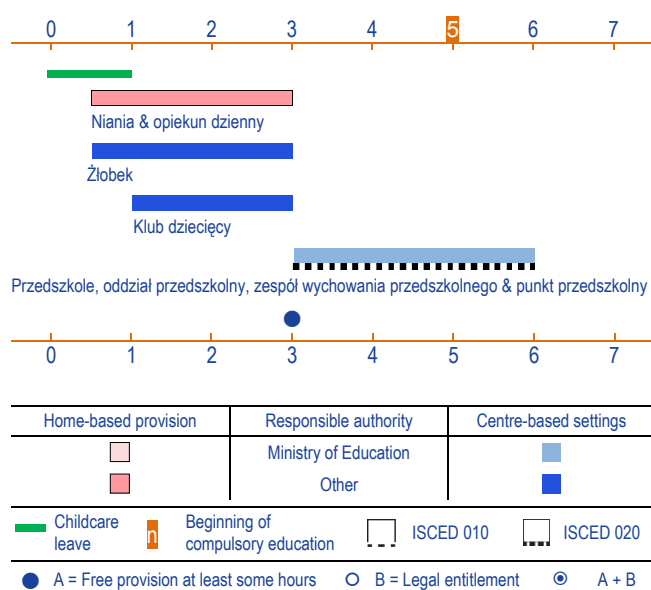 0 1 2 3 4 5 6 7
Niania & opiekun dzienny
Żłobek
Klub dziecięcy
Przedszkole, oddział przedszkolny, zespół wychowania przedszkolnego & punkt przedszkolny
0 1 2 3 4 5 6 7
Home-based provision Responsible authority Centre-based settings
Ministry of Education
Other
Childcare leave
n Beginning of compulsory education
ISCED 010
ISCED 020
A = Free provision at least some hours B = Legal entitlement A + B